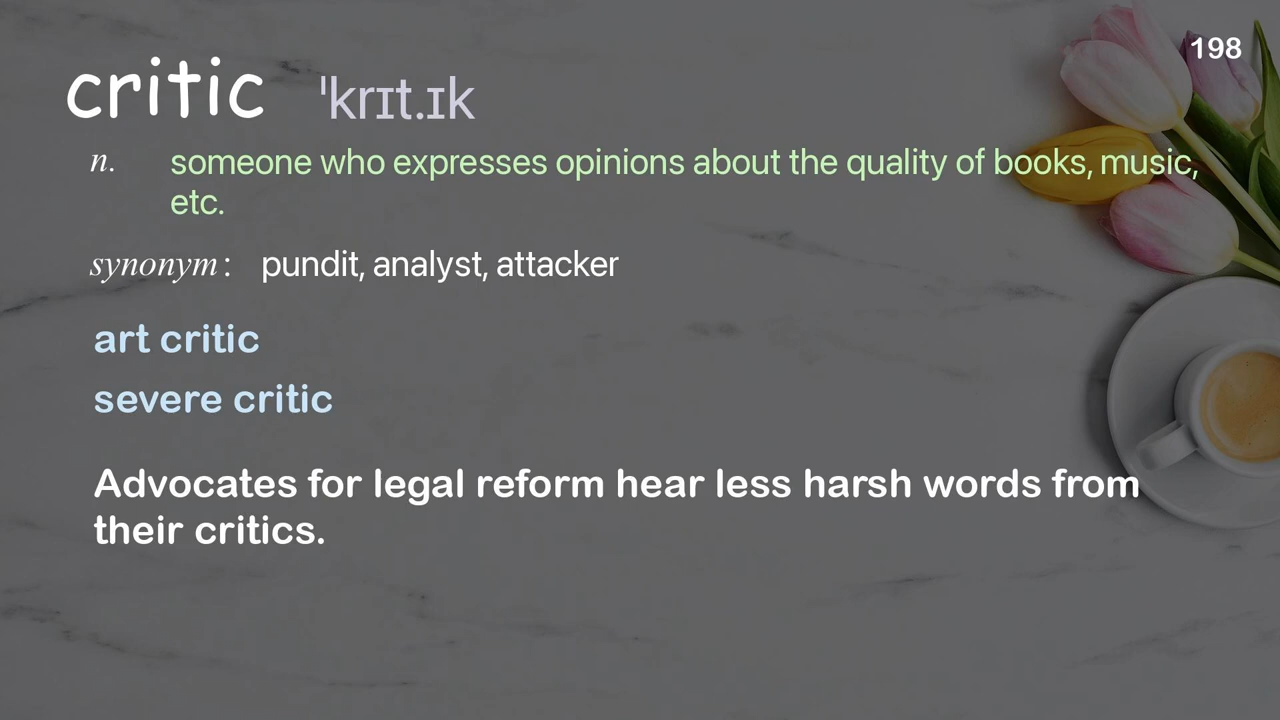 198
critic ˈkrɪt.ɪk
n. someone who expresses opinions about the quality of books, music,
etc.
synonym: pundit, analyst, attacker
art critic
severe critic
Advocates for legal reform hear less harsh words from
their critics.